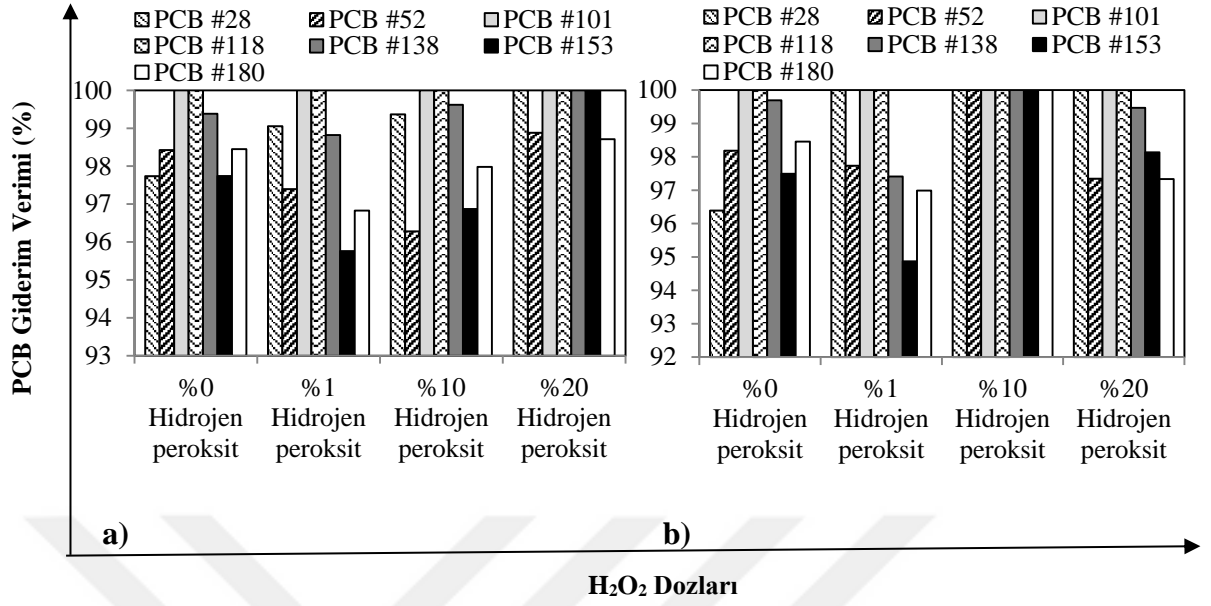 PCB #28 PCB #52 PCB #101
PCB #118 PCB #138 PCB #153
PCB #180
PCB #28 PCB #52 PCB #101
PCB #118 PCB #138 PCB #153
PCB #180
PCB Giderim Verimi (%)
100
99
98
97
96
95
94
93
%0 Hidrojen peroksit
%1 Hidrojen peroksit
%10 Hidrojen peroksit
%20 Hidrojen peroksit
a)
100
99
98
97
96
95
94
93
92
%0 Hidrojen peroksit
%1 Hidrojen peroksit
%10 Hidrojen peroksit
%20 Hidrojen peroksit
b)
H₂O₂ Dozları